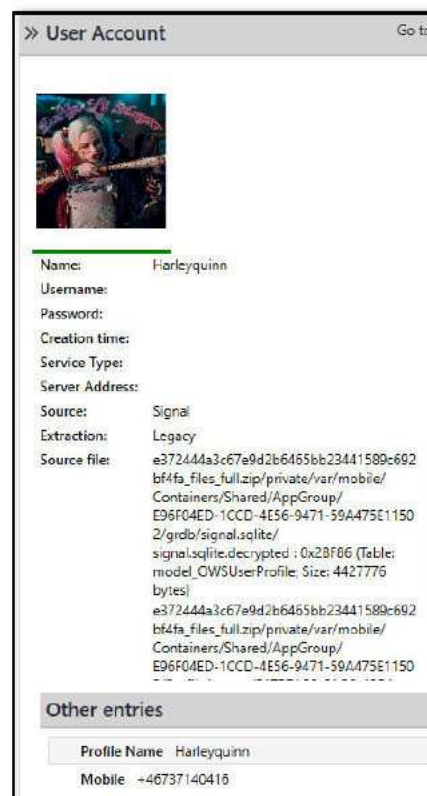 » User Account
Go to
Name: Harleyquinn
Username:
Password:
Creation time:
Service Type:
Server Address:
Source: Signal
Extraction: Legacy
Source file: e372444a3c67e9d2b6465bb23441589c692
bf4fa_files_full.zip/private/var/mobile/
Containers/Shared/AppGroup/
E96F04ED-1CCD-4E56-9471-59A475E1150
2/grdb/signal.sqlite/
signal.sqlite.decrypted : 0x2BF86 (Table:
model_OWSUserProfile; Size: 4427776
bytes)
e372444a3c67e9d2b6465bb23441589c692
bf4fa_files_full.zip/private/var/mobile/
Containers/Shared/AppGroup/
E96F04ED-1CCD-4E56-9471-59A475E1150
Other entries
Profile Name Harleyquinn
Mobile +46737140416